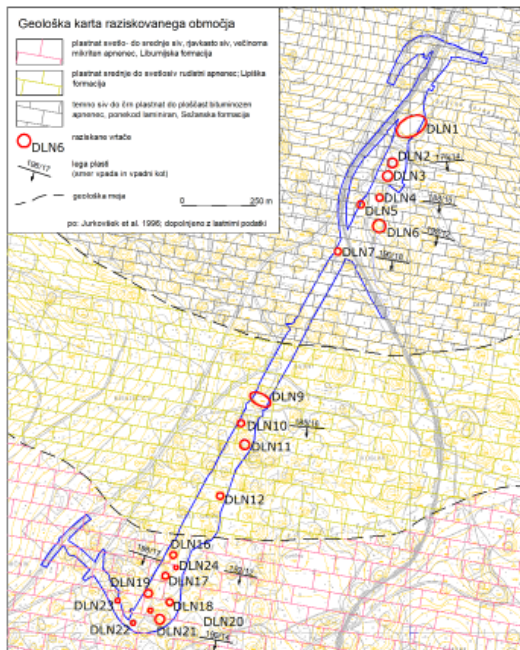 Geološka karta raziskovanega območja
plastnat svetlo- do srednje siv, rjavkasto siv, večinoma
mikriten apnenec, Liburnijska formacija
plastnat srednje do svetlosiv rudistni apnenec; Lipiška
formacija
temno siv do črn plastnat do ploščast bituminozen
apnenec, ponekod laminiran, Sežanska formacija
DLN6
raziskane vrtače
196/17
lega plasti
(smer vpada in vpadni kot)
geološka meja
0 250 m
po: Jurkovšek et al. 1996; dopolnjeno z lastnimi podatki
DLN1
DLN2
DLN3
DLN4
DLN5
DLN6
DLN7
DLN9
DLN10
DLN11
DLN12
DLN16
DLN24
DLN19
DLN17
DLN23
DLN18
DLN20
DLN22
DLN21